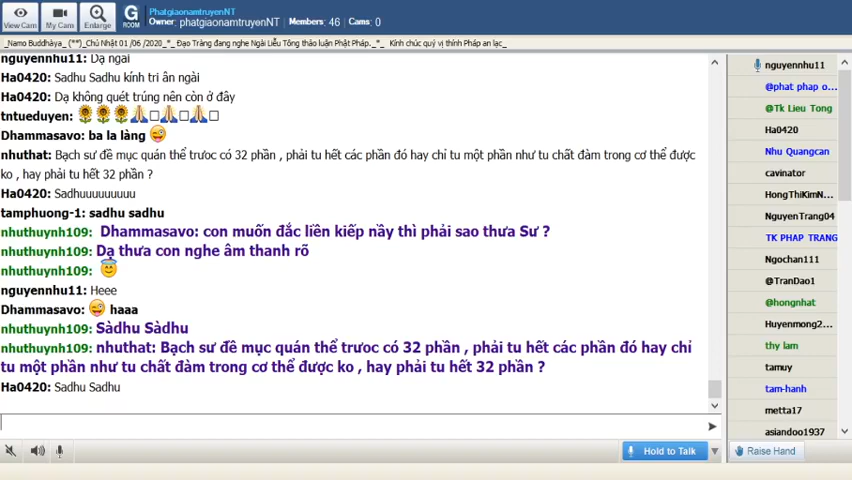 View Cam
My Cam
Enlarge
G
ROOM
PhatgiaonamtruyenNT
Owner: phatgiaonamtruyenNT | Members: 46 | Cams: 0
_Namo Buddhàya_ (**)_Chủ Nhật 01 /06 /2020_*_ Đạo Tràng đang nghe Ngài Liễu Tông thảo luận Phật Pháp._*_ Kính chúc quý vị thính Pháp an lạc_
nguyennhu11: Dạ ngài
Ha0420: Sadhu Sadhu kính tri ân ngài
Ha0420: Dạ không quét trúng nên còn ở đây
tntueduyen:
Dhammasavo: ba la làng
nhuthat: Bạch sư đề mục quán thể trưoc có 32 phần , phải tu hết các phần đó hay chỉ tu một phần như tu chất đàm trong cơ thể được
ko , hay phải tu hết 32 phần ?
Ha0420: Sadhuuuuuuuuu
tamphuong-1: sadhu sadhu
nhuthuynh109: Dhammasavo: con muốn đắc liền kiếp nầy thì phải sao thưa Sư ?
nhuthuynh109: Dạ thưa con nghe âm thanh rõ
nhuthuynh109:
nguyennhu11: Heee
Dhammasavo: haaa
nhuthuynh109: Sàdhu Sàdhu
nhuthuynh109: nhuthat: Bạch sư đề mục quán thể trưoc có 32 phần , phải tu hết các phần đó hay chỉ
tu một phần như tu chất đàm trong cơ thể được ko , hay phải tu hết 32 phần ?
Ha0420: Sadhu Sadhu
Hold to Talk
nguyennhu11
@phat phap o...
@Tk Lieu Tong
Ha0420
Nhu Quangcan
cavinator
HongThiKimN...
NguyenTrang04
TK PHAP TRANG
Ngochan111
@TranDao1
@hongnhat
Huyenmong2...
thy lam
tamuy
tam-hanh
metta17
asiandoo1937
Raise Hand